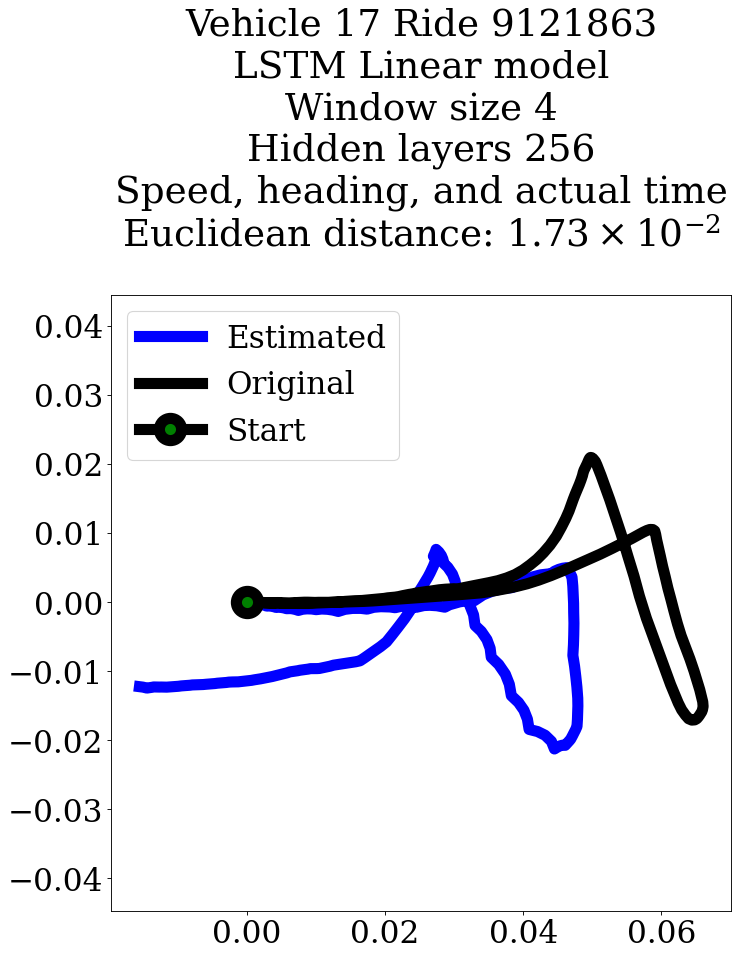 Vehicle 17 Ride 9121863
LSTM Linear model
Window size 4
Hidden layers 256
Speed, heading, and actual time
Euclidean distance: 1.73 × 10⁻²
Estimated
Original
Start
0.04
0.03
0.02
0.01
0.00
−0.01
−0.02
−0.03
−0.04
0.00 0.02 0.04 0.06